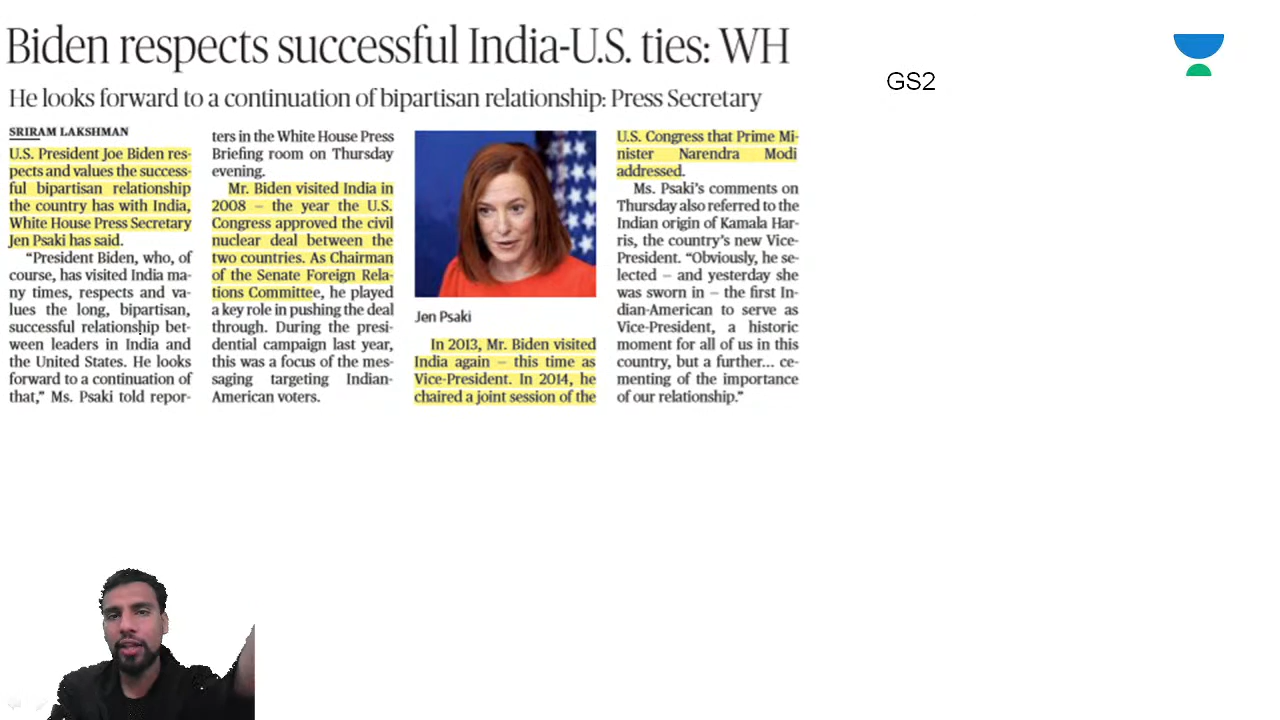 Biden respects successful India-U.S. ties: WH
He looks forward to a continuation of bipartisan relationship: Press Secretary
GS2
SRIRAM LAKSHMAN
U.S. President Joe Biden res-
pects and values the success-
ful bipartisan relationship
the country has with India,
White House Press Secretary
Jen Psaki has said.
“President Biden, who, of
course, has visited India ma-
ny times, respects and va-
lues the long, bipartisan,
successful relationship bet-
ween leaders in India and
the United States. He looks
forward to a continuation of
that,” Ms. Psaki told repor-
ters in the White House Press
Briefing room on Thursday
evening.
Mr. Biden visited India in
2008 – the year the U.S.
Congress approved the civil
nuclear deal between the
two countries. As Chairman
of the Senate Foreign Rela-
tions Committee, he played
a key role in pushing the deal
through. During the presi-
dential campaign last year,
this was a focus of the mes-
saging targeting Indian-
American voters.
Jen Psaki
In 2013, Mr. Biden visited
India again – this time as
Vice-President. In 2014, he
chaired a joint session of the
U.S. Congress that Prime Mi-
nister Narendra Modi
addressed.
Ms. Psaki’s comments on
Thursday also referred to the
Indian origin of Kamala Har-
ris, the country’s new Vice-
President. “Obviously, he se-
lected – and yesterday she
was sworn in – the first In-
dian-American to serve as
Vice-President, a historic
moment for all of us in this
country, but a further... ce-
menting of the importance
of our relationship.”